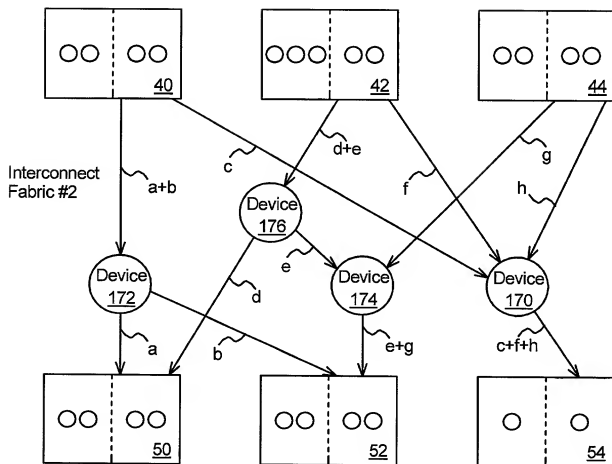 40
42
44
Interconnect
Fabric #2
a+b
c
d+e
f
g
h
Device
176
e
Device
172
Device
174
Device
170
a
d
b
e+g
c+f+h
50
52
54